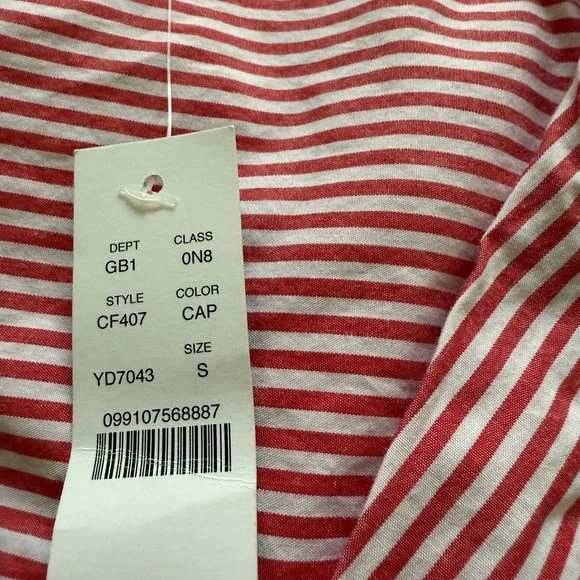 DEPT CLASS
GB1 0N8
STYLE COLOR
CF407 CAP
SIZE
YD7043 S
099107568887